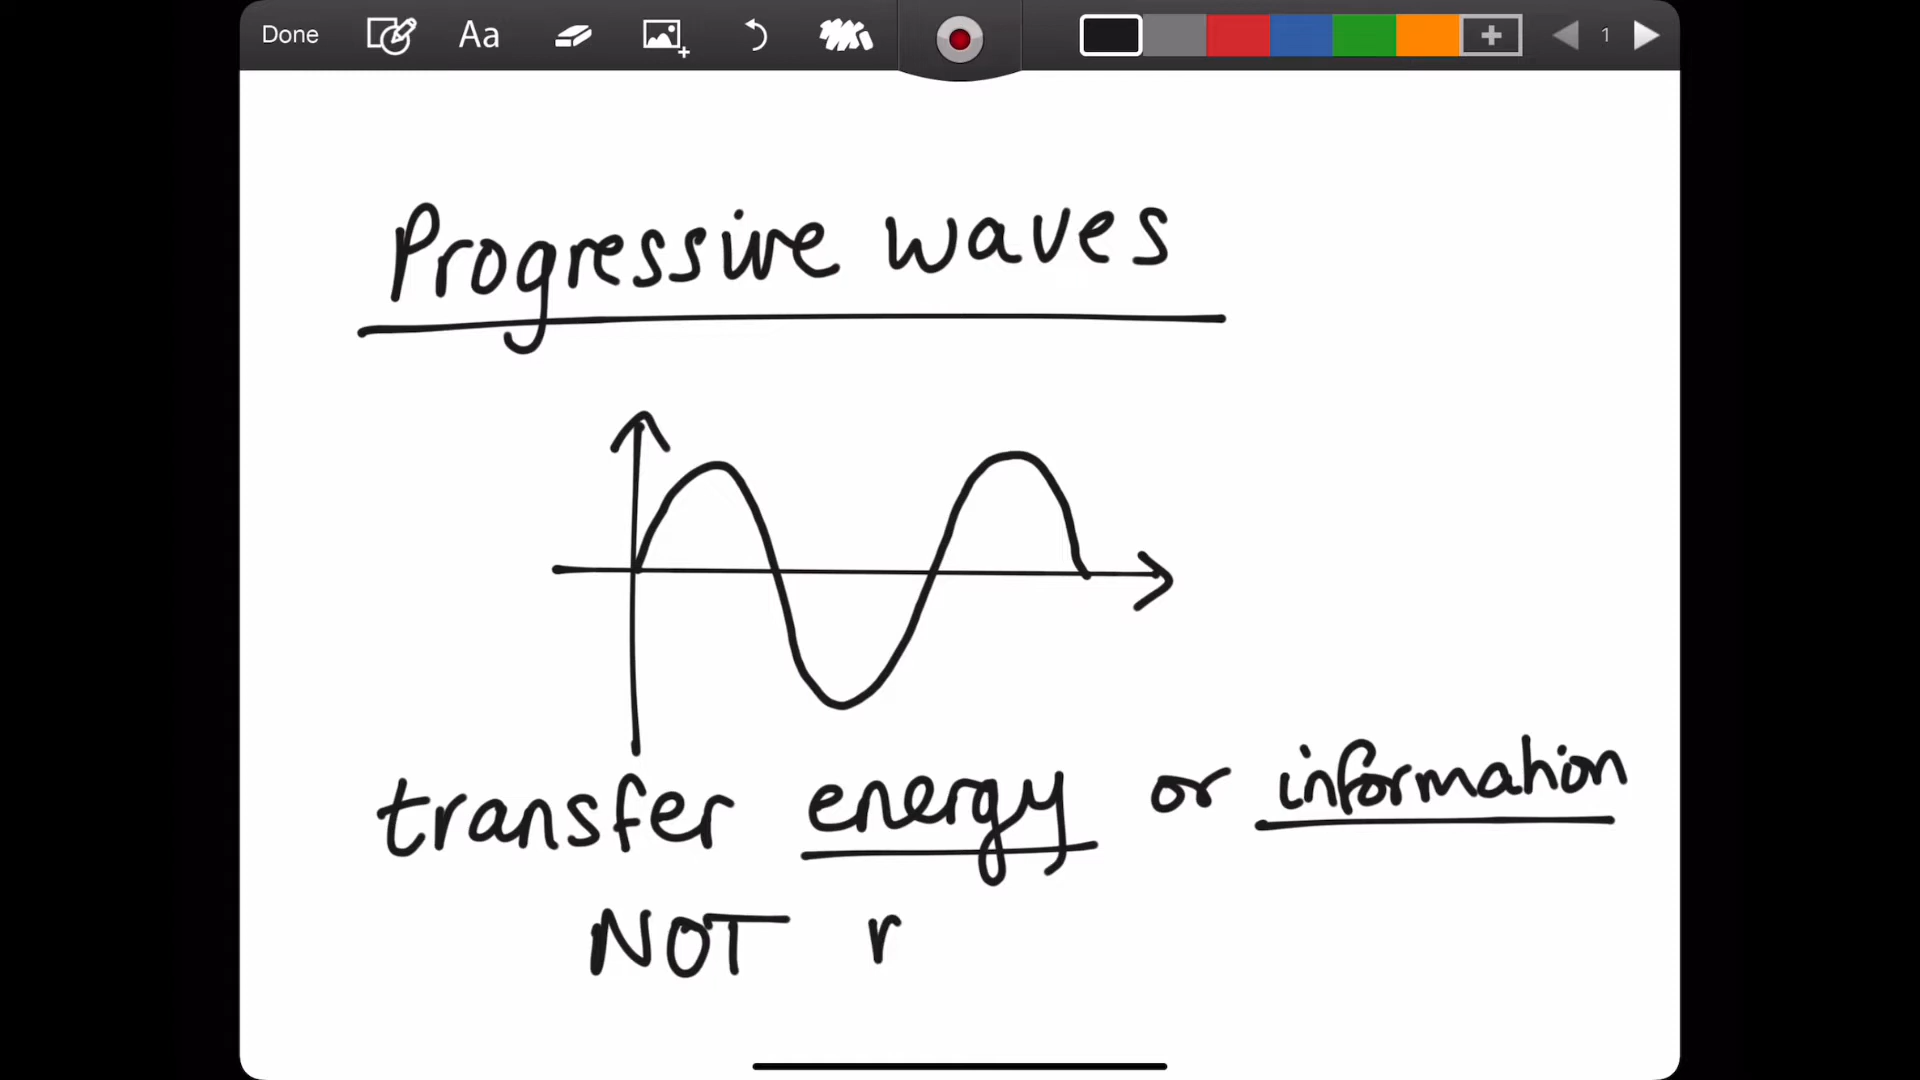 Done Aa 1
Progressive waves
transfer energy or information
NOT r